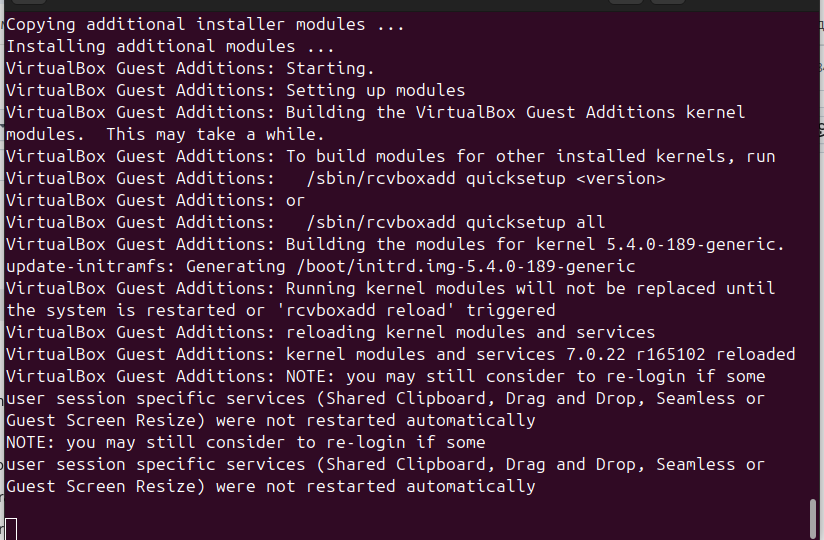 Copying additional installer modules ...
Installing additional modules ...
VirtualBox Guest Additions: Starting.
VirtualBox Guest Additions: Setting up modules
VirtualBox Guest Additions: Building the VirtualBox Guest Additions kernel
modules.  This may take a while.
VirtualBox Guest Additions: To build modules for other installed kernels, run
VirtualBox Guest Additions:   /sbin/rcvboxadd quicksetup <version>
VirtualBox Guest Additions: or
VirtualBox Guest Additions:   /sbin/rcvboxadd quicksetup all
VirtualBox Guest Additions: Building the modules for kernel 5.4.0-189-generic.
update-initramfs: Generating /boot/initrd.img-5.4.0-189-generic
VirtualBox Guest Additions: Running kernel modules will not be replaced until
the system is restarted or 'rcvboxadd reload' triggered
VirtualBox Guest Additions: reloading kernel modules and services
VirtualBox Guest Additions: kernel modules and services 7.0.22 r165102 reloaded
VirtualBox Guest Additions: NOTE: you may still consider to re-login if some
user session specific services (Shared Clipboard, Drag and Drop, Seamless or
Guest Screen Resize) were not restarted automatically
NOTE: you may still consider to re-login if some
user session specific services (Shared Clipboard, Drag and Drop, Seamless or
Guest Screen Resize) were not restarted automatically